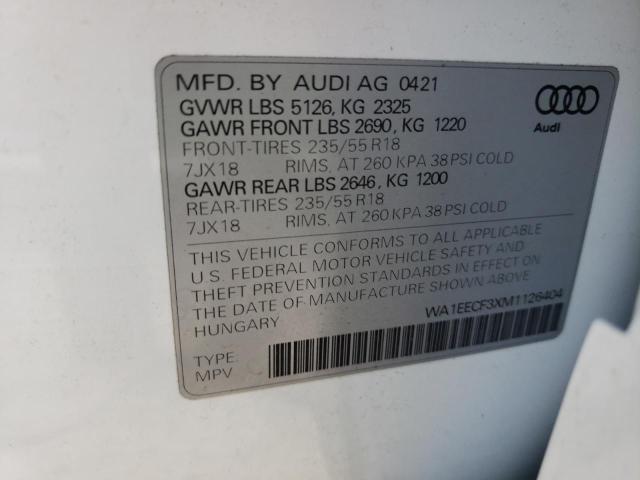 MFD. BY AUDI AG 0421
GVWR LBS 5126, KG 2325
GAWR FRONT LBS 2690, KG 1220
FRONT-TIRES 235/55 R18
7JX18 RIMS, AT 260 KPA 38 PSI COLD
GAWR REAR LBS 2646, KG 1200
REAR-TIRES 235/55 R18
7JX18 RIMS, AT 260 KPA 38 PSI COLD
Audi
THIS VEHICLE CONFORMS TO ALL APPLICABLE
U.S. FEDERAL MOTOR VEHICLE SAFETY AND
THEFT PREVENTION STANDARDS IN EFFECT ON
THE DATE OF MANUFACTURE SHOWN ABOVE.
HUNGARY
WA1EECF3XM1126404
TYPE:
MPV